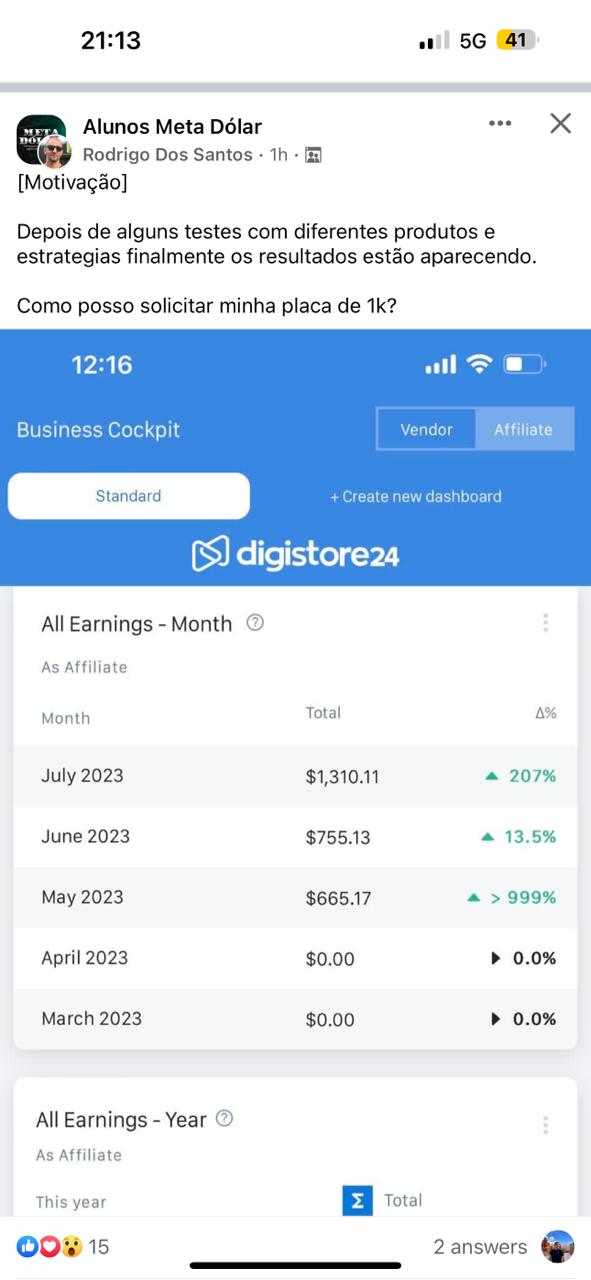 21:13
5G 41
Alunos Meta Dólar
Rodrigo Dos Santos · 1h ·
[Motivação]
Depois de alguns testes com diferentes produtos e
estrategias finalmente os resultados estão aparecendo.
Como posso solicitar minha placa de 1k?
12:16
Business Cockpit
Vendor
Affiliate
Standard
+ Create new dashboard
digistore24
All Earnings - Month ?
As Affiliate
Month Total Δ%
July 2023 $1,310.11 ▲ 207%
June 2023 $755.13 ▲ 13.5%
May 2023 $665.17 ▲ > 999%
April 2023 $0.00 ▶ 0.0%
March 2023 $0.00 ▶ 0.0%
All Earnings - Year ?
As Affiliate
This year Σ Total
15
2 answers